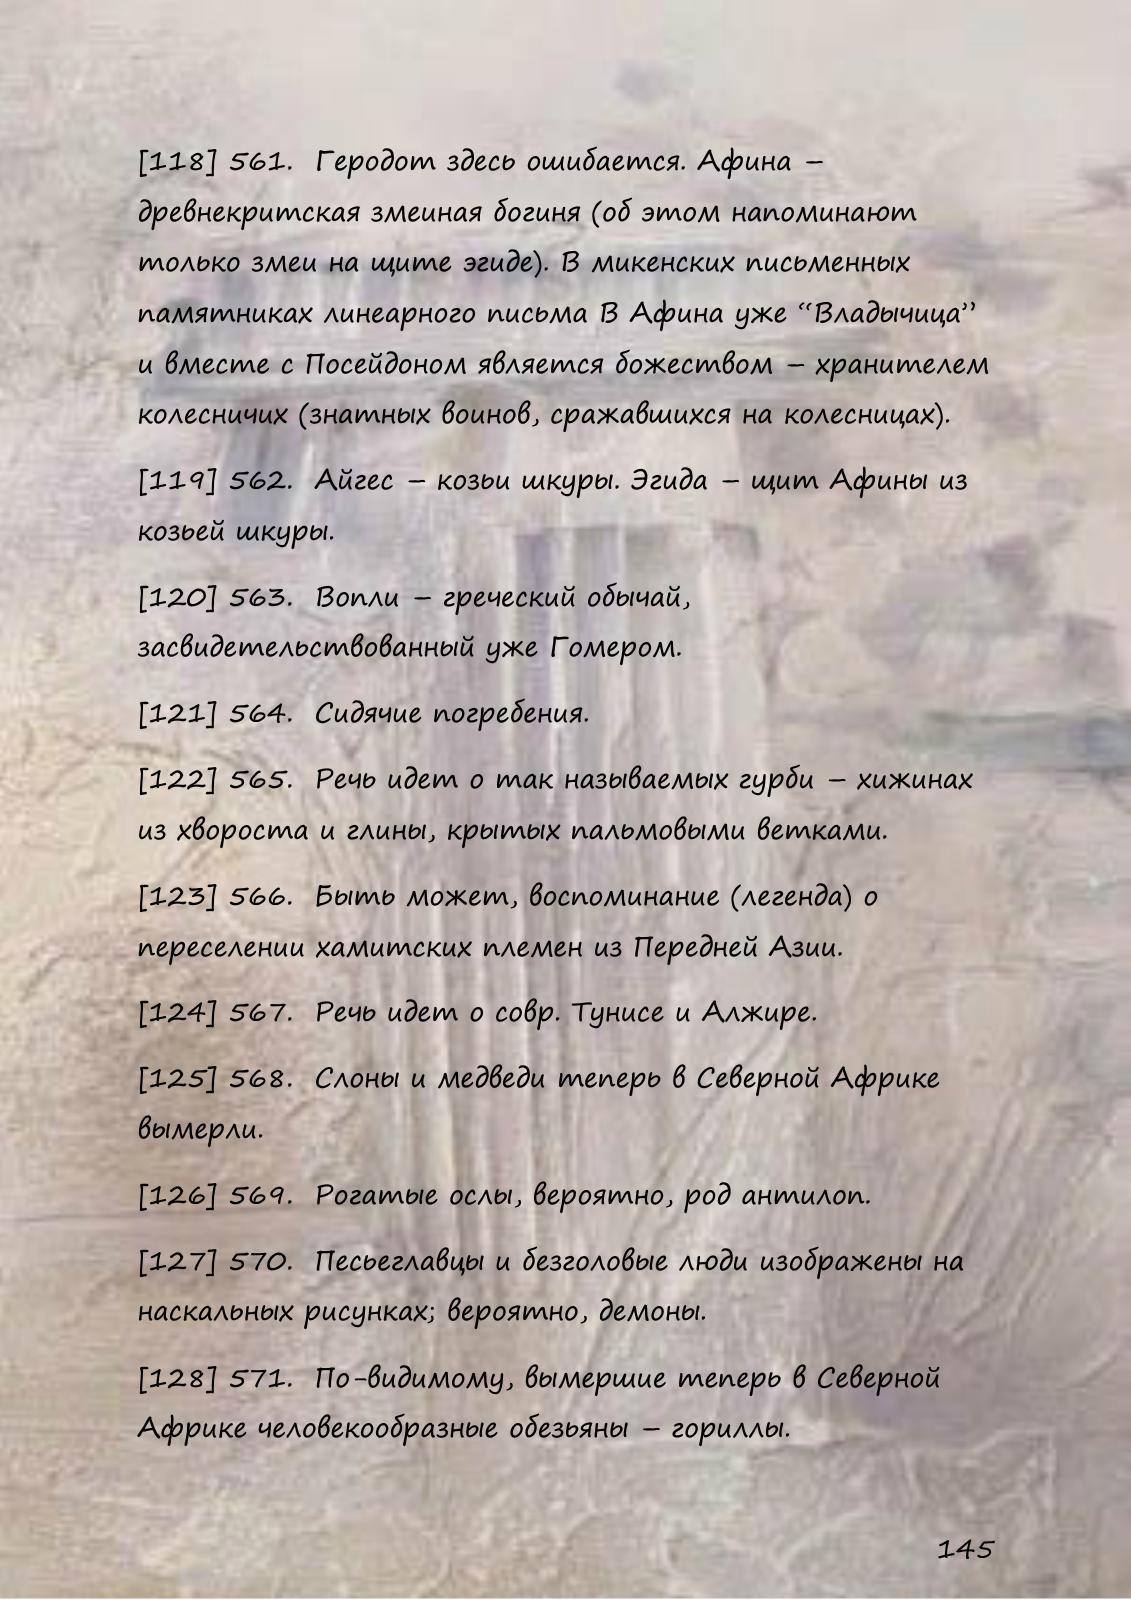 [118] 561.  Геродот здесь ошибается. Афина –
древнекритская змеиная богиня (об этом напоминают
только змеи на щите эгиде). В микенских письменных
памятниках линеарного письма В Афина уже “Владычица”
и вместе с Посейдоном является божеством – хранителем
колесничих (знатных воинов, сражавшихся на колесницах).
[119] 562.  Айгес – козьи шкуры. Эгида – щит Афины из
козьей шкуры.
[120] 563.  Вопли – греческий обычай,
засвидетельствованный уже Гомером.
[121] 564.  Сидячие погребения.
[122] 565.  Речь идет о так называемых гурби – хижинах
из хвороста и глины, крытых пальмовыми ветками.
[123] 566.  Быть может, воспоминание (легенда) о
переселении хамитских племен из Передней Азии.
[124] 567.  Речь идет о совр. Тунисе и Алжире.
[125] 568.  Слоны и медведи теперь в Северной Африке
вымерли.
[126] 569.  Рогатые ослы, вероятно, род антилоп.
[127] 570.  Песьеглавцы и безголовые люди изображены на
наскальных рисунках; вероятно, демоны.
[128] 571.  По-видимому, вымершие теперь в Северной
Африке человекообразные обезьяны – гориллы.
145